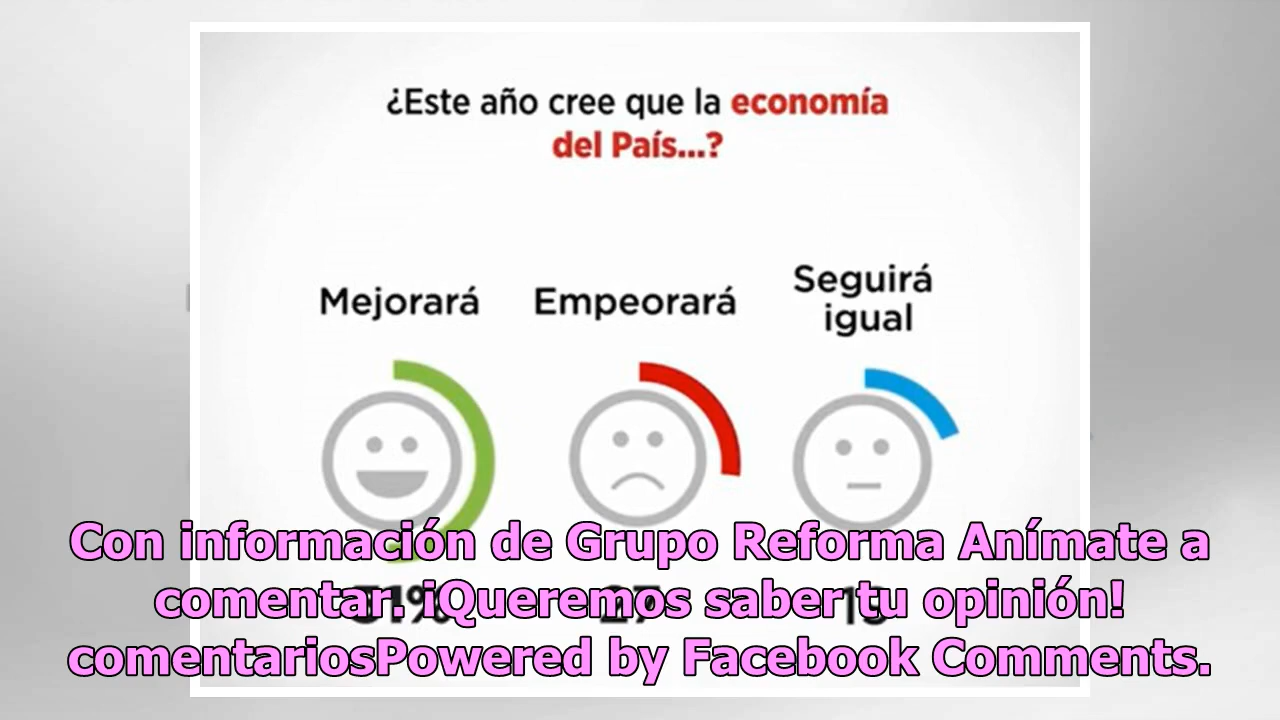 ¿Este año cree que la economía
del País...?
Mejorará Empeorará Seguirá
igual
Con información de Grupo Reforma Anímate a
comentar. ¡Queremos saber tu opinión!
comentariosPowered by Facebook Comments.